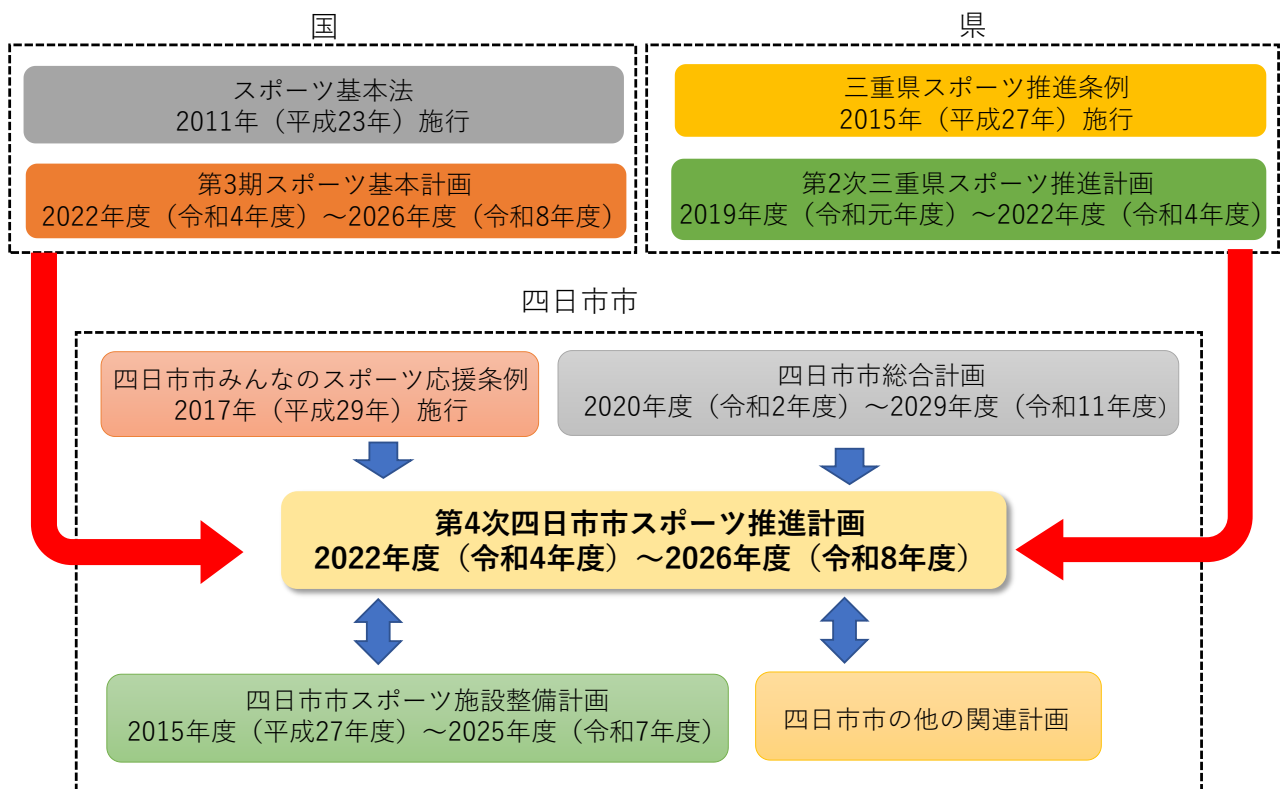 国
スポーツ基本法
2011年（平成23年）施行
第3期スポーツ基本計画
2022年度（令和4年度）～2026年度（令和8年度）
県
三重県スポーツ推進条例
2015年（平成27年）施行
第2次三重県スポーツ推進計画
2019年度（令和元年度）～2022年度（令和4年度）
四日市市
四日市市みんなのスポーツ応援条例
2017年（平成29年）施行
四日市市総合計画
2020年度（令和2年度）～2029年度（令和11年度）
第4次四日市市スポーツ推進計画
2022年度（令和4年度）～2026年度（令和8年度）
四日市市スポーツ施設整備計画
2015年度（平成27年度）～2025年度（令和7年度）
四日市市の他の関連計画